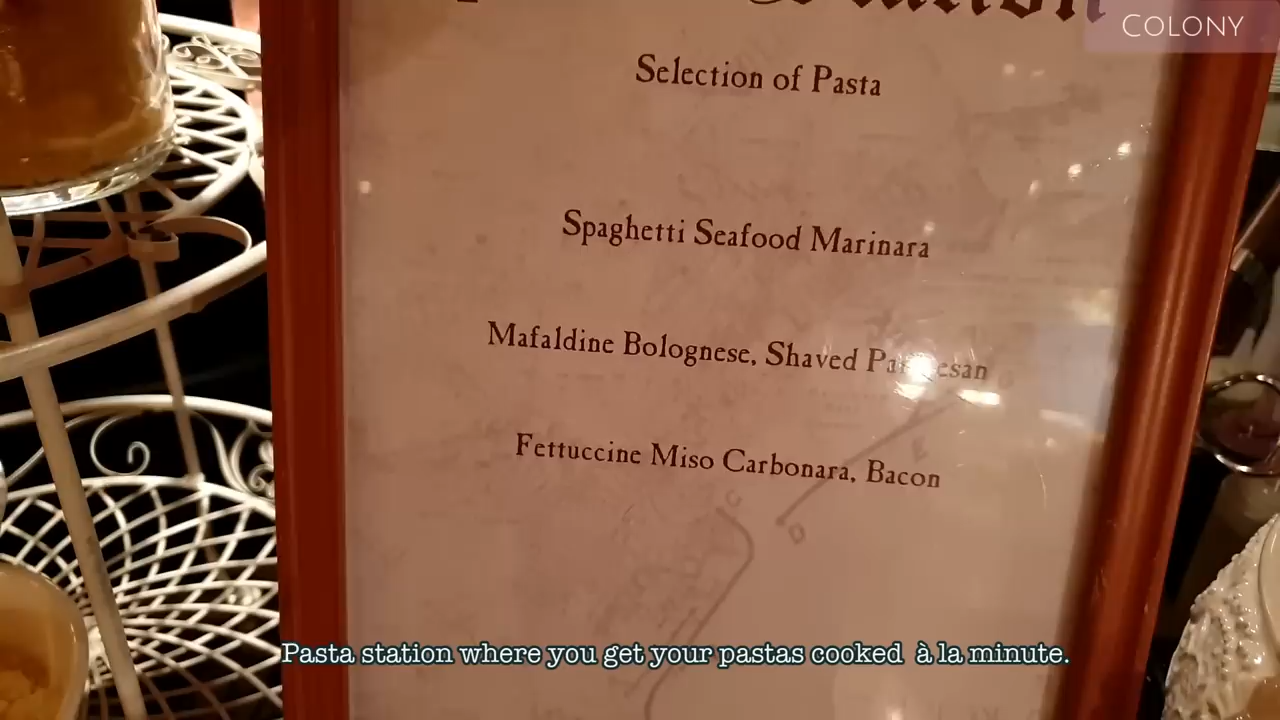 COLONY
Selection of Pasta
Spaghetti Seafood Marinara
Mafaldine Bolognese, Shaved Parmesan
Fettuccine Miso Carbonara, Bacon
C
E
D
Pasta station where you get your pastas cooked à la minute.